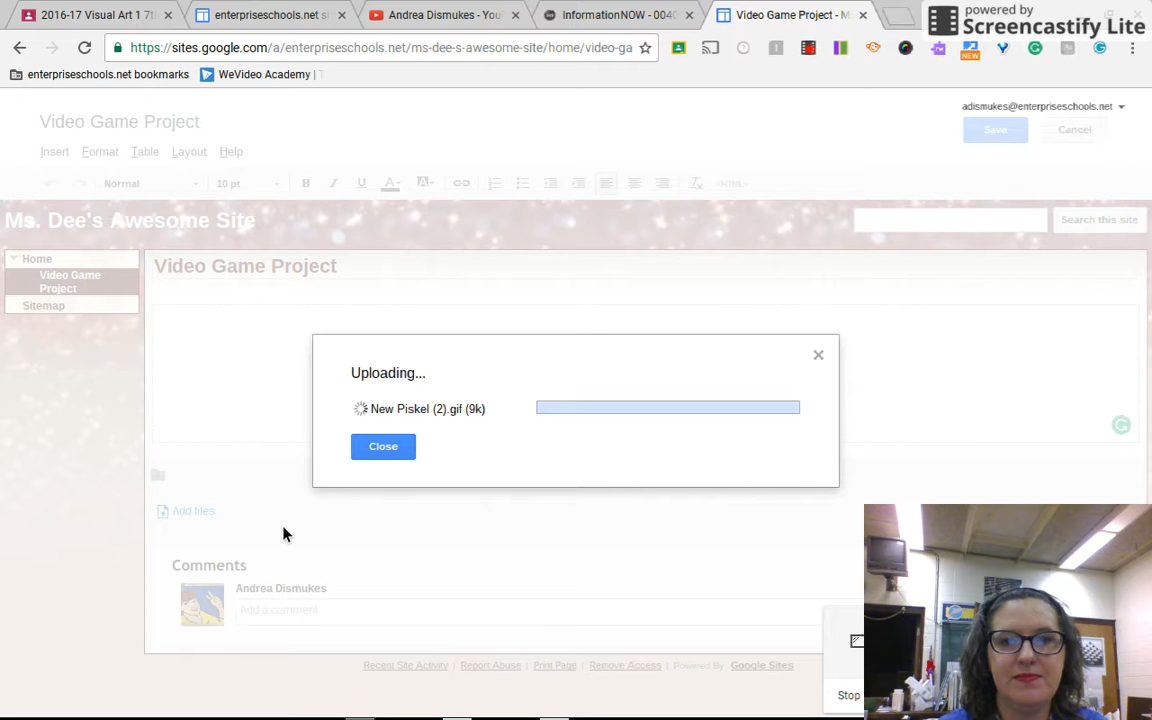 2016-17 Visual Art 1 7t
enterpriseschools.net si
Andrea Dismukes - You
InformationNOW - 0040
Video Game Project - M
powered by
Screencastify Lite
https://sites.google.com/a/enterpriseschools.net/ms-dee-s-awesome-site/home/video-ga
NEW
enterpriseschools.net bookmarks
WeVideo Academy | T
adismukes@enterpriseschools.net
Video Game Project
Save
Cancel
Insert Format Table Layout Help
Normal 10 pt B I U A A <HTML>
Ms. Dee's Awesome Site
Search this site
Home
Video Game
Project
Sitemap
Video Game Project
Uploading...
New Piskel (2).gif (9k)
Close
Add files
Comments
Andrea Dismukes
Add a comment
Recent Site Activity | Report Abuse | Print Page | Remove Access | Powered By Google Sites
Stop